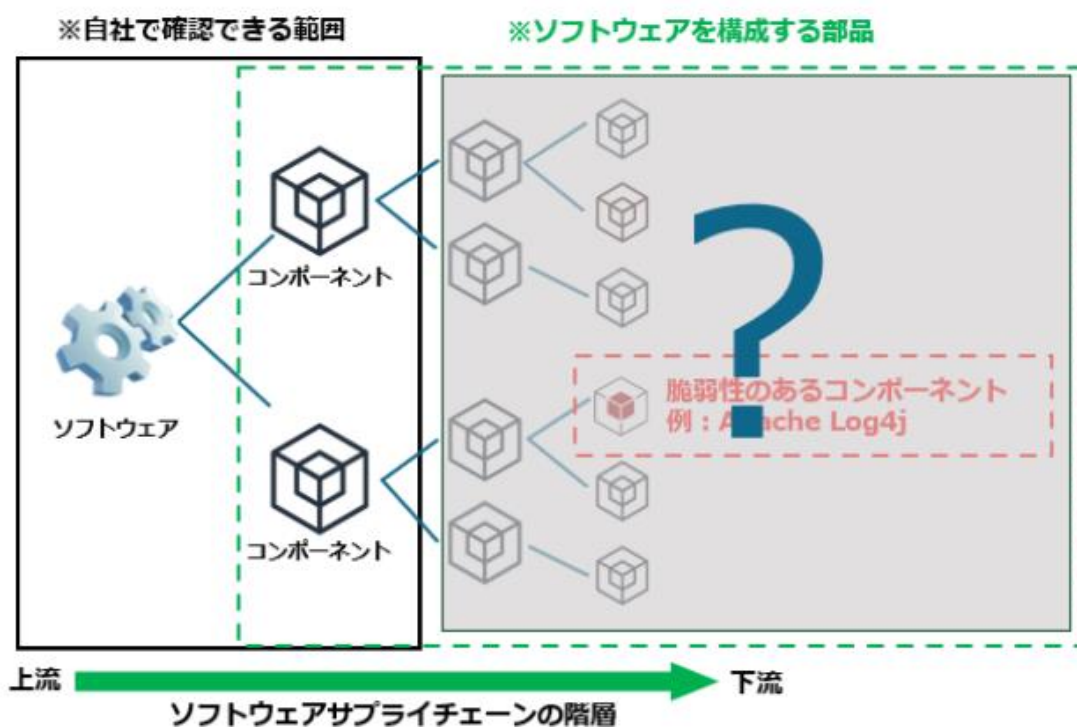 ※自社で確認できる範囲
※ソフトウェアを構成する部品
コンポーネント
ソフトウェア
?
脆弱性のあるコンポーネント
例:Apache Log4j
コンポーネント
上流
下流
ソフトウェアサプライチェーンの階層